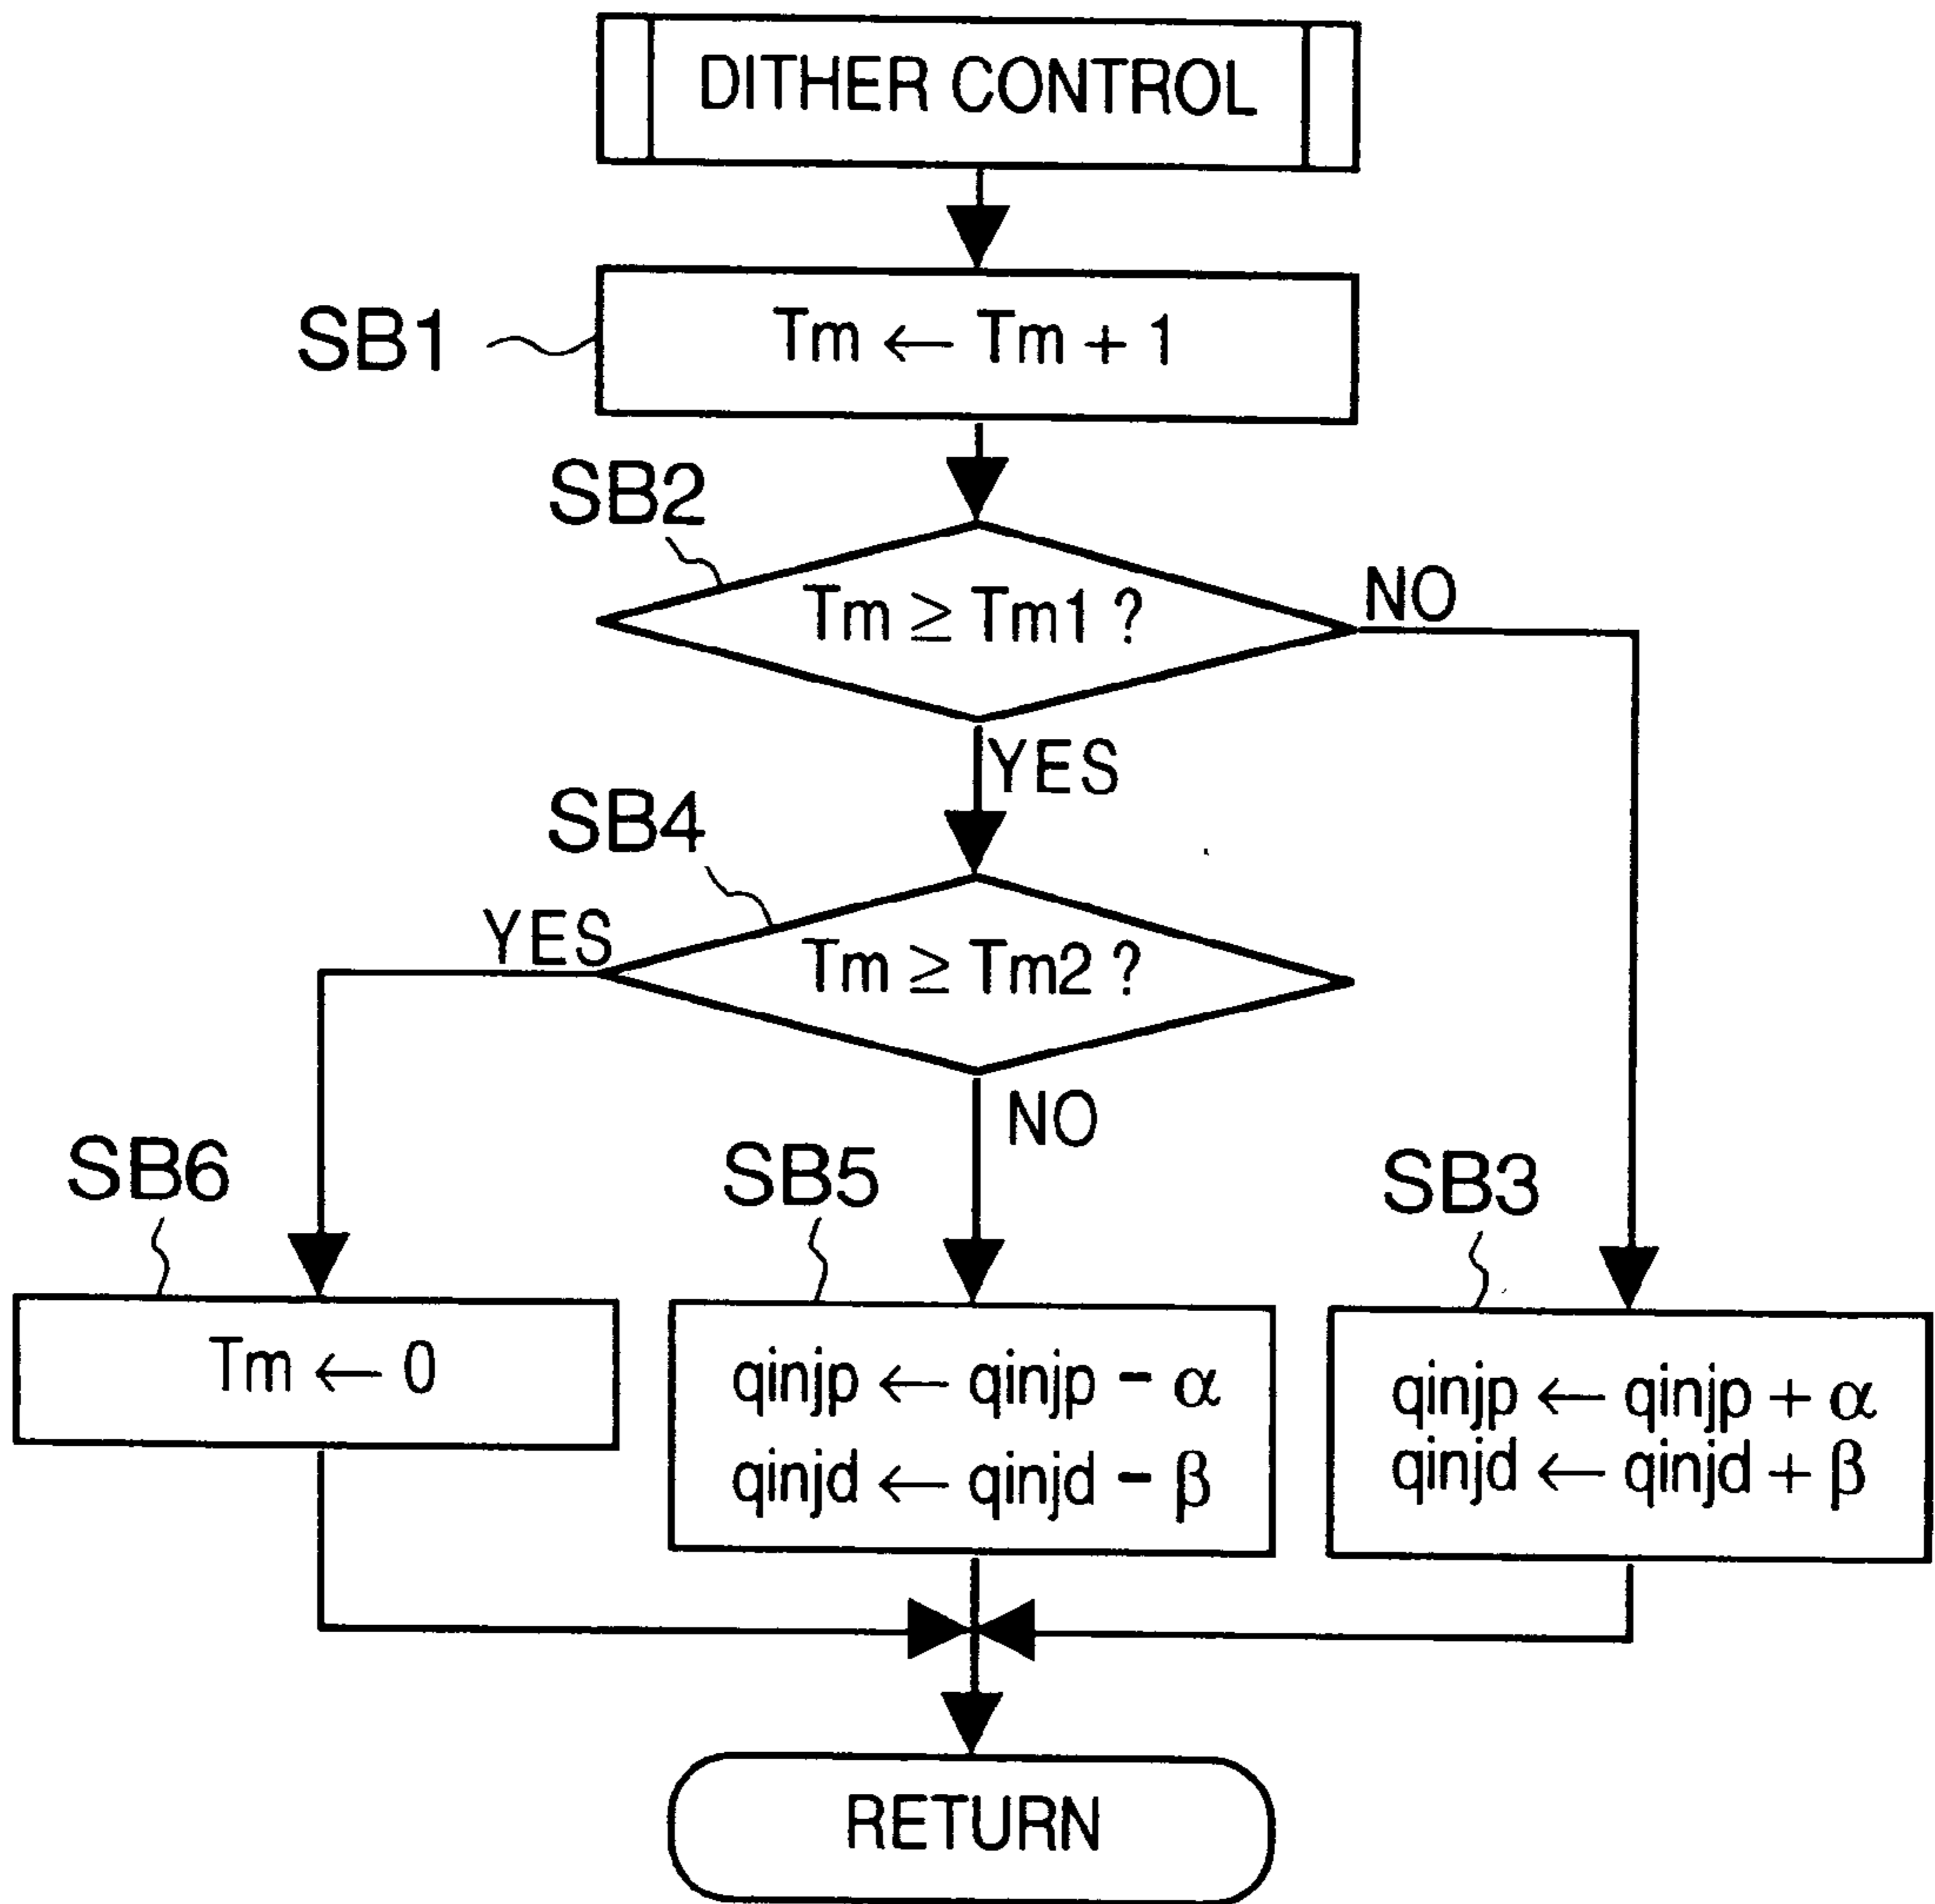 DITHER CONTROL
SB1
Tm ← Tm + 1
SB2
Tm ≧ Tm1 ?
NO
YES
SB4
YES
Tm ≧ Tm2 ?
NO
SB6
SB5
SB3
Tm ← 0
qinjp ← qinjp - α
qinjd ← qinjd - β
qinjp ← qinjp + α
qinjd ← qinjd + β
RETURN